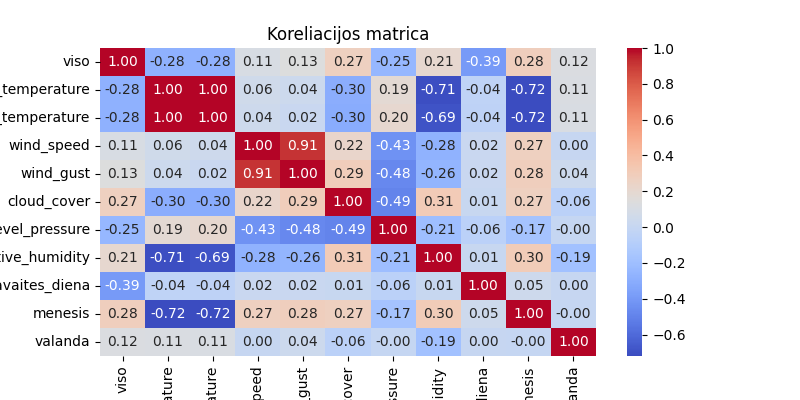 Koreliacijos matrica
viso 1.00 -0.28 -0.28 0.11 0.13 0.27 -0.25 0.21 -0.39 0.28 0.12
_temperature -0.28 1.00 1.00 0.06 0.04 -0.30 0.19 -0.71 -0.04 -0.72 0.11
_temperature -0.28 1.00 1.00 0.04 0.02 -0.30 0.20 -0.69 -0.04 -0.72 0.11
wind_speed 0.11 0.06 0.04 1.00 0.91 0.22 -0.43 -0.28 0.02 0.27 0.00
wind_gust 0.13 0.04 0.02 0.91 1.00 0.29 -0.48 -0.26 0.02 0.28 0.04
cloud_cover 0.27 -0.30 -0.30 0.22 0.29 1.00 -0.49 0.31 0.01 0.27 -0.06
evel_pressure -0.25 0.19 0.20 -0.43 -0.48 -0.49 1.00 -0.21 -0.06 -0.17 -0.00
tive_humidity 0.21 -0.71 -0.69 -0.28 -0.26 0.31 -0.21 1.00 0.01 0.30 -0.19
avaites_diena -0.39 -0.04 -0.04 0.02 0.02 0.01 -0.06 0.01 1.00 0.05 0.00
menesis 0.28 -0.72 -0.72 0.27 0.28 0.27 -0.17 0.30 0.05 1.00 -0.00
valanda 0.12 0.11 0.11 0.00 0.04 -0.06 -0.00 -0.19 0.00 -0.00 1.00
viso
ature
ature
peed
gust
over
ssure
idity
diena
nesis
anda
1.0
0.8
0.6
0.4
0.2
0.0
−0.2
−0.4
−0.6